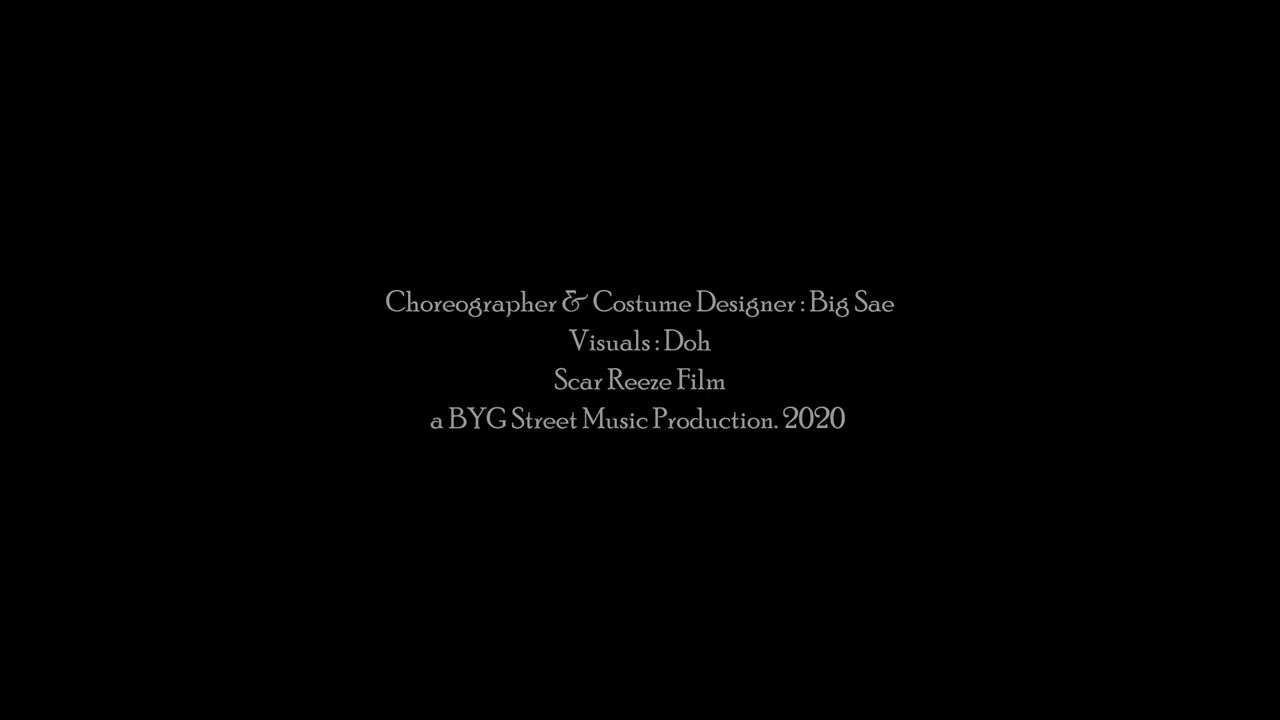 Choreographer & Costume Designer : Big Sae
Visuals : Doh
Scar Reeze Film
a BYG Street Music Production. 2020